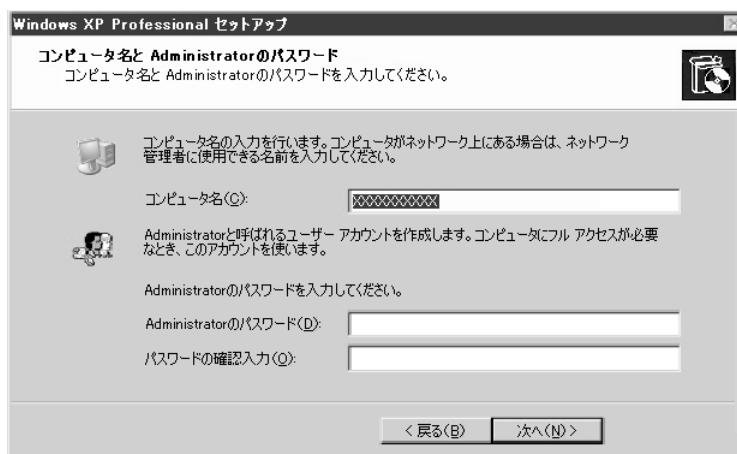 Windows XP Professional セットアップ
コンピュータ名と Administratorのパスワード
コンピュータ名と Administratorのパスワードを入力してください。
コンピュータ名の入力を行います。コンピュータがネットワーク上にある場合は、ネットワーク
管理者に使用できる名前を入力してください。
コンピュータ名(C):
XXXXXXXXXX
Administratorと呼ばれるユーザー アカウントを作成します。コンピュータにフル アクセスが必要
なとき、このアカウントを使います。
Administratorのパスワードを入力してください。
Administratorのパスワード(D):
パスワードの確認入力(O):
< 戻る(B)
次へ(N) >